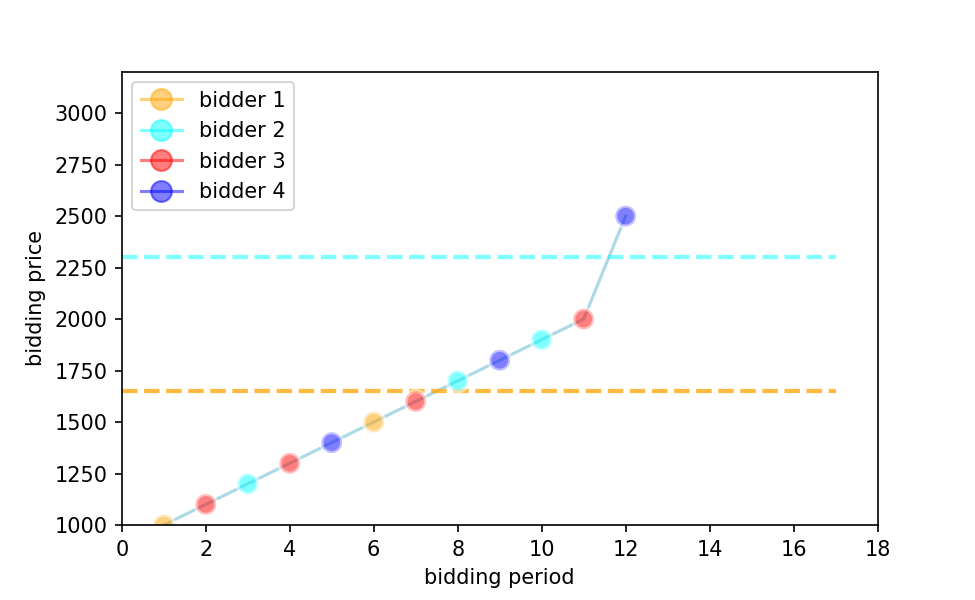 bidder 1
bidder 2
bidder 3
bidder 4
3000
2750
2500
2250
2000
1750
1500
1250
1000
bidding price
0 2 4 6 8 10 12 14 16 18
bidding period